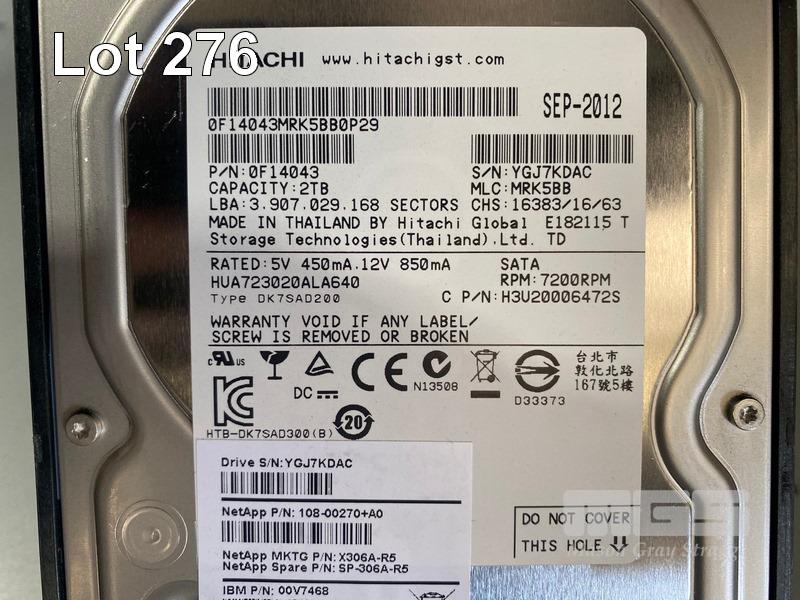 Lot 276
HITACHI www.hitachigst.com
SEP-2012
0F14043MRK5BB0P29
P/N:0F14043 S/N:YGJ7KDAC
CAPACITY:2TB MLC:MRK5BB
LBA:3.907.029.168 SECTORS CHS:16383/16/63
MADE IN THAILAND BY Hitachi Global E182115 T
Storage Technologies(Thailand).Ltd. TD
RATED:5V 450mA.12V 850mA SATA
HUA723020ALA640 RPM:7200RPM
Type DK7SAD200 C P/N:H3U20006472S
WARRANTY VOID IF ANY LABEL/
SCREW IS REMOVED OR BROKEN
c RU US
DC
CE
N13508
D33373
台北市
敦化北路
167號5樓
20
HTB-DK7SAD300(B)
Drive S/N:YGJ7KDAC
NetApp P/N: 108-00270+A0
NetApp MKTG P/N: X306A-R5
NetApp Spare P/N: SP-306A-R5
IBM P/N: 00V7468
DO NOT COVER
THIS HOLE